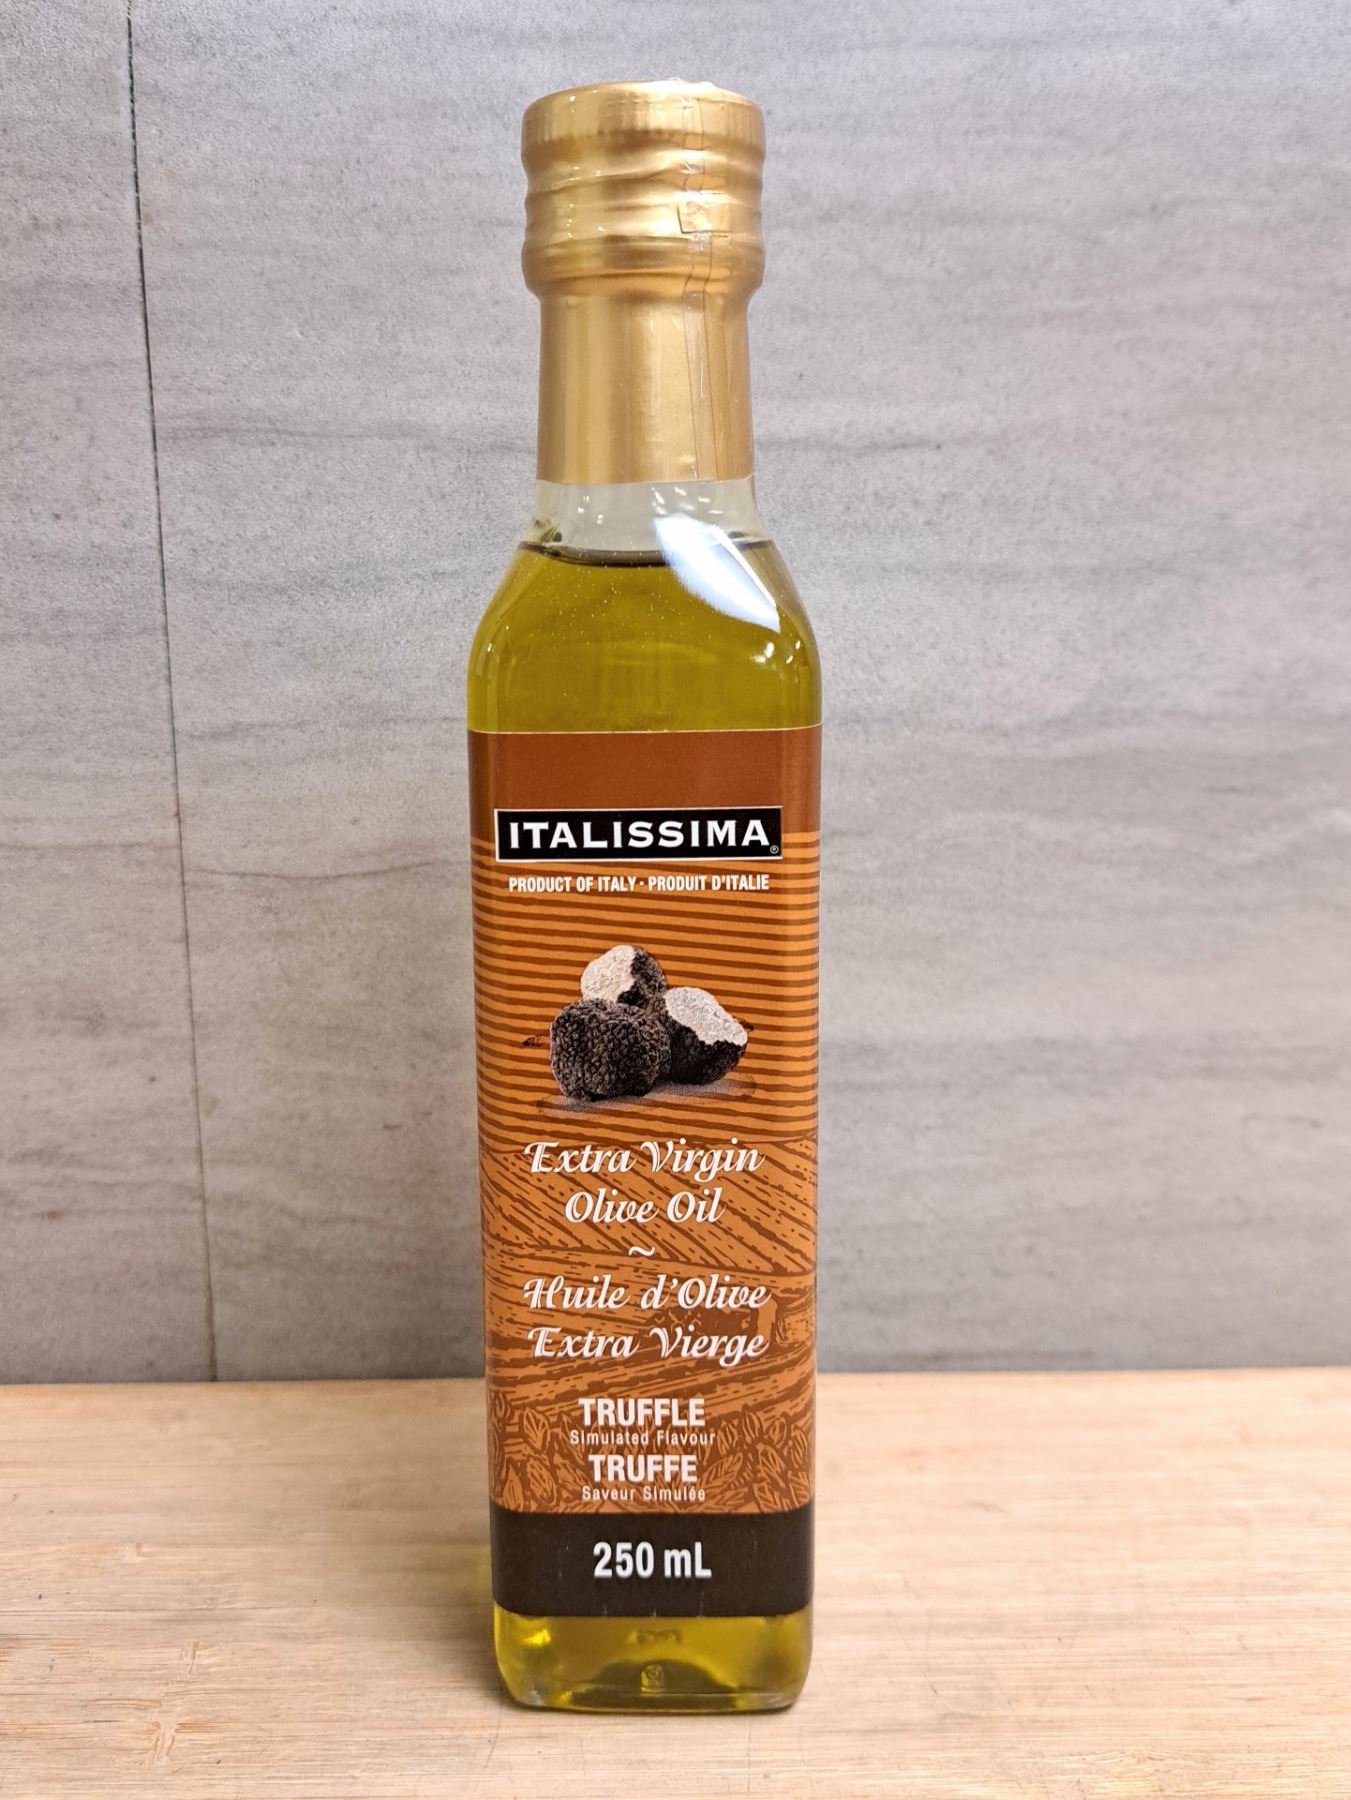 ITALISSIMA®
PRODUCT OF ITALY · PRODUIT D'ITALIE
Extra Virgin
Olive Oil
~
Huile d'Olive
Extra Vierge
TRUFFLE
Simulated Flavour
TRUFFE
Saveur Simulée
250 mL